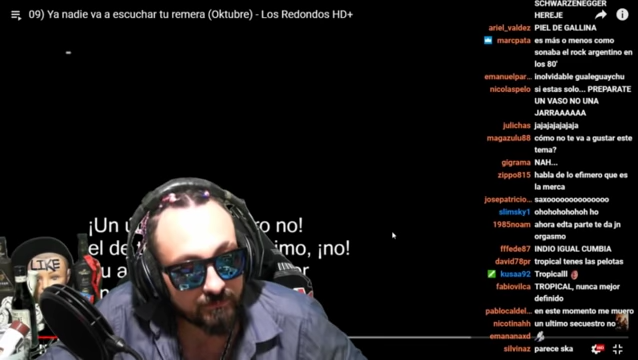 SCHWARZENEGGER
HEREJE
09) Ya nadie va a escuchar tu remera (Oktubre) - Los Redondos HD+
ariel_valdez PIEL DE GALLINA
marcpata es más o menos como
sonaba el rock argentino en
los 80'
emanuelpar... inolvidable gualeguaychu
nicolaspelo si estas solo... PREPARATE
UN VASO NO UNA
JARRAAAAAA
julichas jajajajajaja
magazulu88 cómo no te va a gustar este
tema?
gigrama NAH...
zippo815 habla de lo efimero que es
la merca
josepatricio... saxooooooooooooo
slimsky1 ohohohohohoh ho
1985noam ahora edta parte te da jn
orgasmo
fffede87 INDIO IGUAL CUMBIA
david78pr tropical tenes las pelotas
kusaa92 Tropicalll
fabiovilca TROPICAL, nunca mejor
definido
pablocaldel... en este momento me muero
nicotinahh un ultimo secuestro no
emananaxd
silvinaz parece ska
¡Un ro no!
el de imo, ¡no!
LIKE